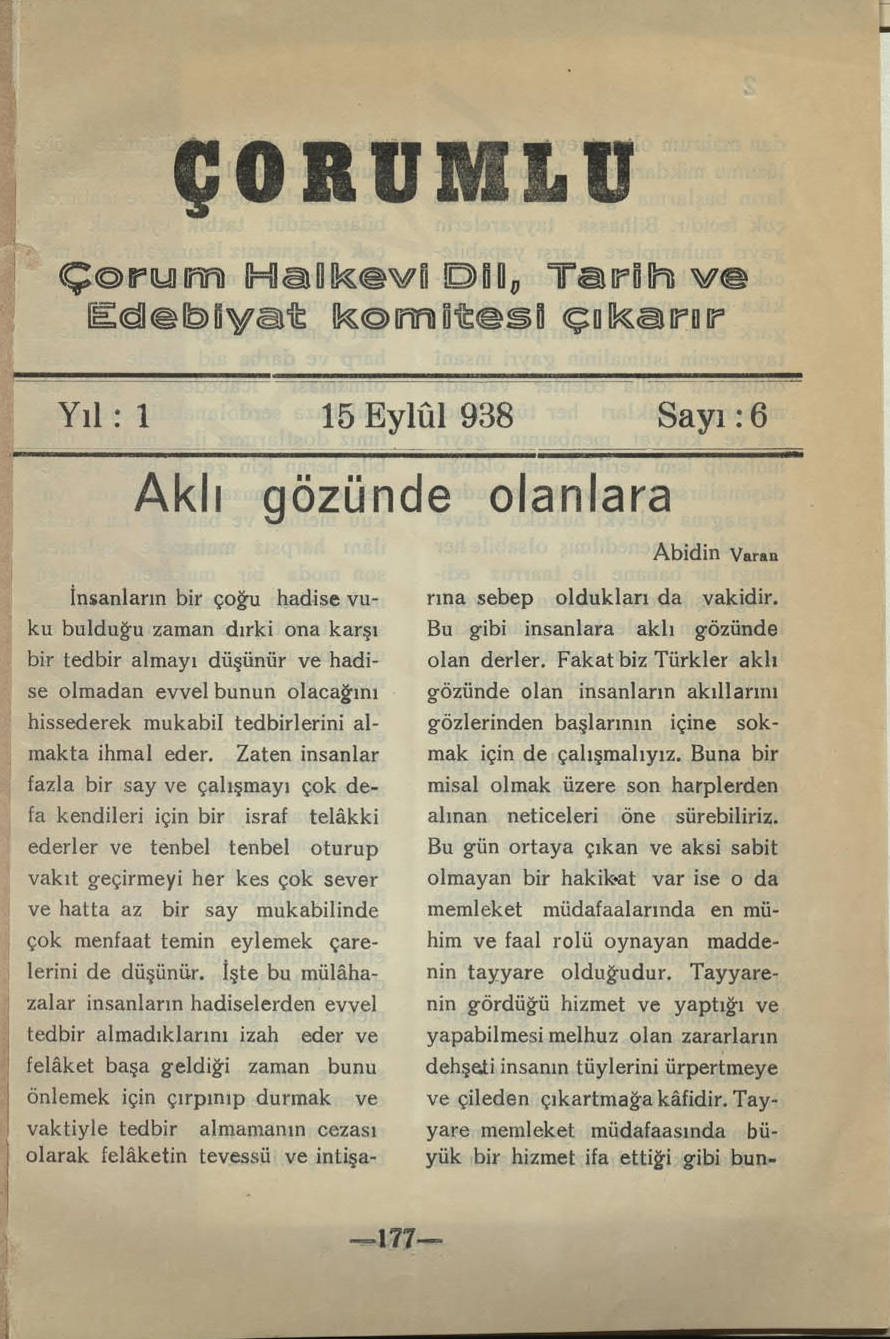 ÇORUMLU
Çorum Halkevi Dil, Tarih ve
Edebiyat komitesi çıkarır
Yıl : 1 15 Eylûl 938 Sayı : 6
Aklı gözünde olanlara
Abidin Varan
İnsanların bir çoğu hadise vu-
ku bulduğu zaman dırki ona karşı
bir tedbir almayı düşünür ve hadi-
se olmadan evvel bunun olacağını
hissederek mukabil tedbirlerini al-
makta ihmal eder. Zaten insanlar
fazla bir say ve çalışmayı çok de-
fa kendileri için bir israf telâkki
ederler ve tenbel tenbel oturup
vakıt geçirmeyi her kes çok sever
ve hatta az bir say mukabilinde
çok menfaat temin eylemek çare-
lerini de düşünür. İşte bu mülâha-
zalar insanların hadiselerden evvel
tedbir almadıklarını izah eder ve
felâket başa geldiği zaman bunu
önlemek için çırpınıp durmak ve
vaktiyle tedbir almamanın cezası
olarak felâketin tevessü ve intişa-
rına sebep oldukları da vakidir.
Bu gibi insanlara aklı gözünde
olan derler. Fakat biz Türkler aklı
gözünde olan insanların akıllarını
gözlerinden başlarının içine sok-
mak için de çalışmalıyız. Buna bir
misal olmak üzere son harplerden
alınan neticeleri öne sürebiliriz.
Bu gün ortaya çıkan ve aksi sabit
olmayan bir hakikat var ise o da
memleket müdafaalarında en mü-
him ve faal rolü oynayan madde-
nin tayyare olduğudur. Tayyare-
nin gördüğü hizmet ve yaptığı ve
yapabilmesi melhuz olan zararların
dehşeti insanın tüylerini ürpertmeye
ve çileden çıkartmağa kâfidir. Tay-
yare memleket müdafaasında bü-
yük bir hizmet ifa ettiği gibi bun-
—177—